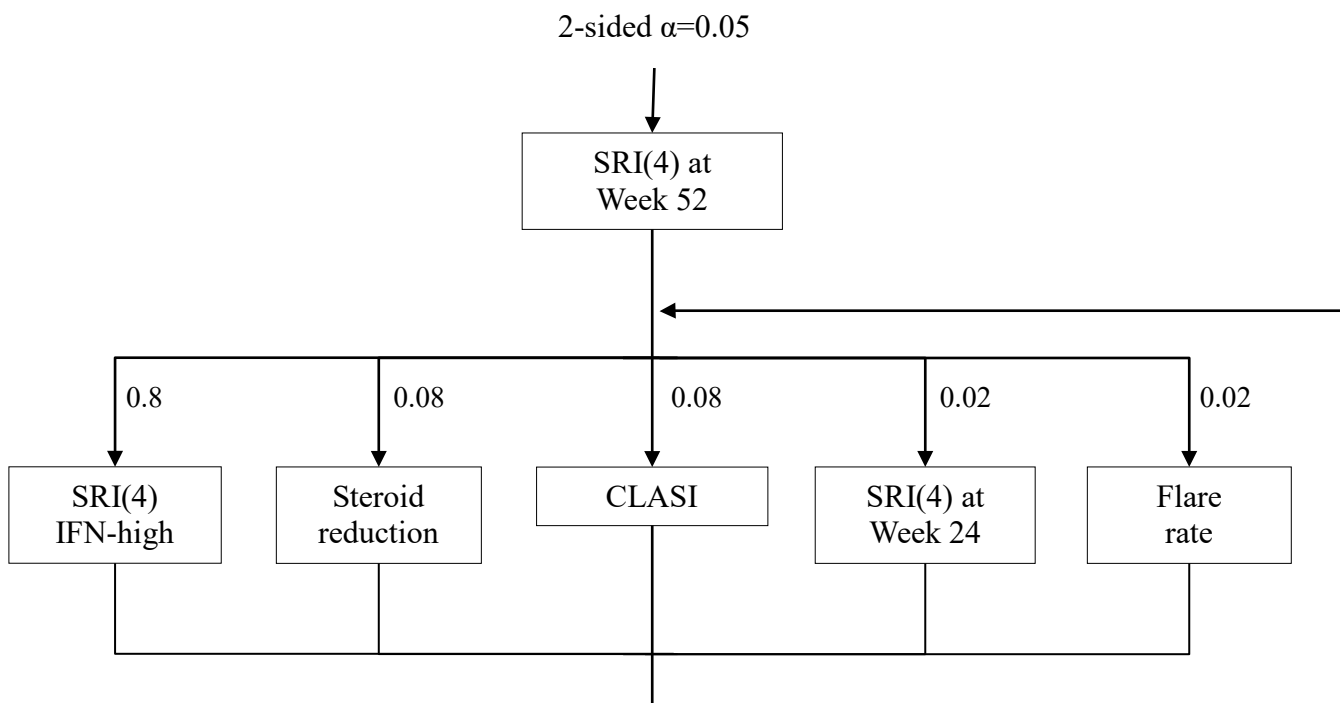 2-sided α=0.05
SRI(4) at
Week 52
0.8
0.08
0.08
0.02
0.02
SRI(4)
IFN-high
Steroid
reduction
CLASI
SRI(4) at
Week 24
Flare
rate